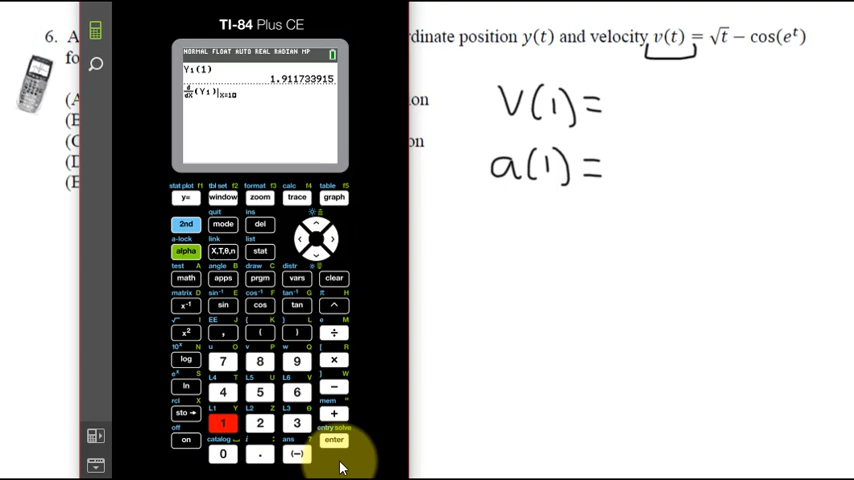 TI-84 Plus CE
6. A
rdinate position y(t) and velocity v(t) = √t − cos(eᵗ)
fo
(A
on
(B
(C
on
(D
(E
v(1) =
a(1) =
NORMAL FLOAT AUTO REAL RADIAN MP
Y₁(1)
1.911733915
d/dX(Y₁)|X=1
stat plot f1 tbl set f2 format f3 calc f4 table f5
y= window zoom trace graph
quit ins
2nd mode del
a-lock link list
alpha X,T,θ,n stat
test A angle B draw C distr
math apps prgm vars clear
matrix D sin⁻¹ E cos⁻¹ F tan⁻¹ G π H
x⁻¹ sin cos tan ^
√ I EE J { K } L e M
x² , ( ) ÷
10ˣ N u O v P w Q [ R
log 7 8 9 ×
eˣ S L4 T L5 U L6 V ] W
ln 4 5 6 −
rcl X L1 Y L2 Z L3 θ mem "
sto→ 1 2 3 +
off catalog i : ans ? entry solve
on 0 . (−) enter